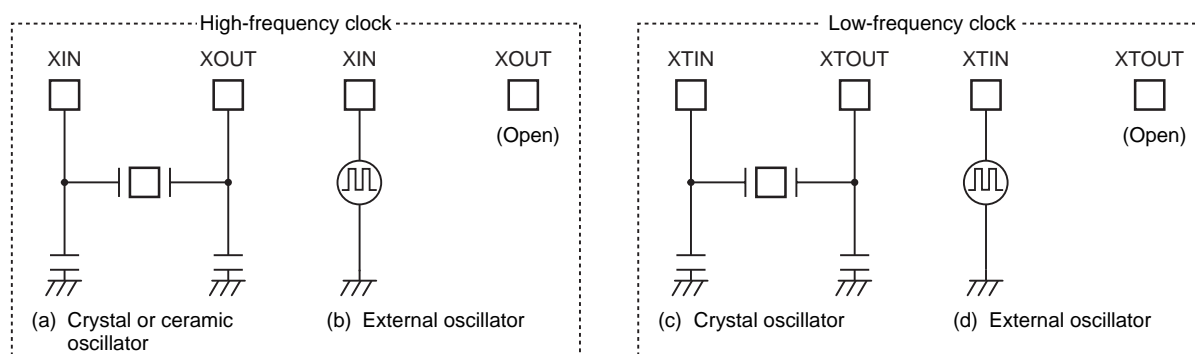 High-frequency clock
XIN XOUT XIN XOUT
(Open)
(a) Crystal or ceramic oscillator
(b) External oscillator
Low-frequency clock
XTIN XTOUT XTIN XTOUT
(Open)
(c) Crystal oscillator
(d) External oscillator